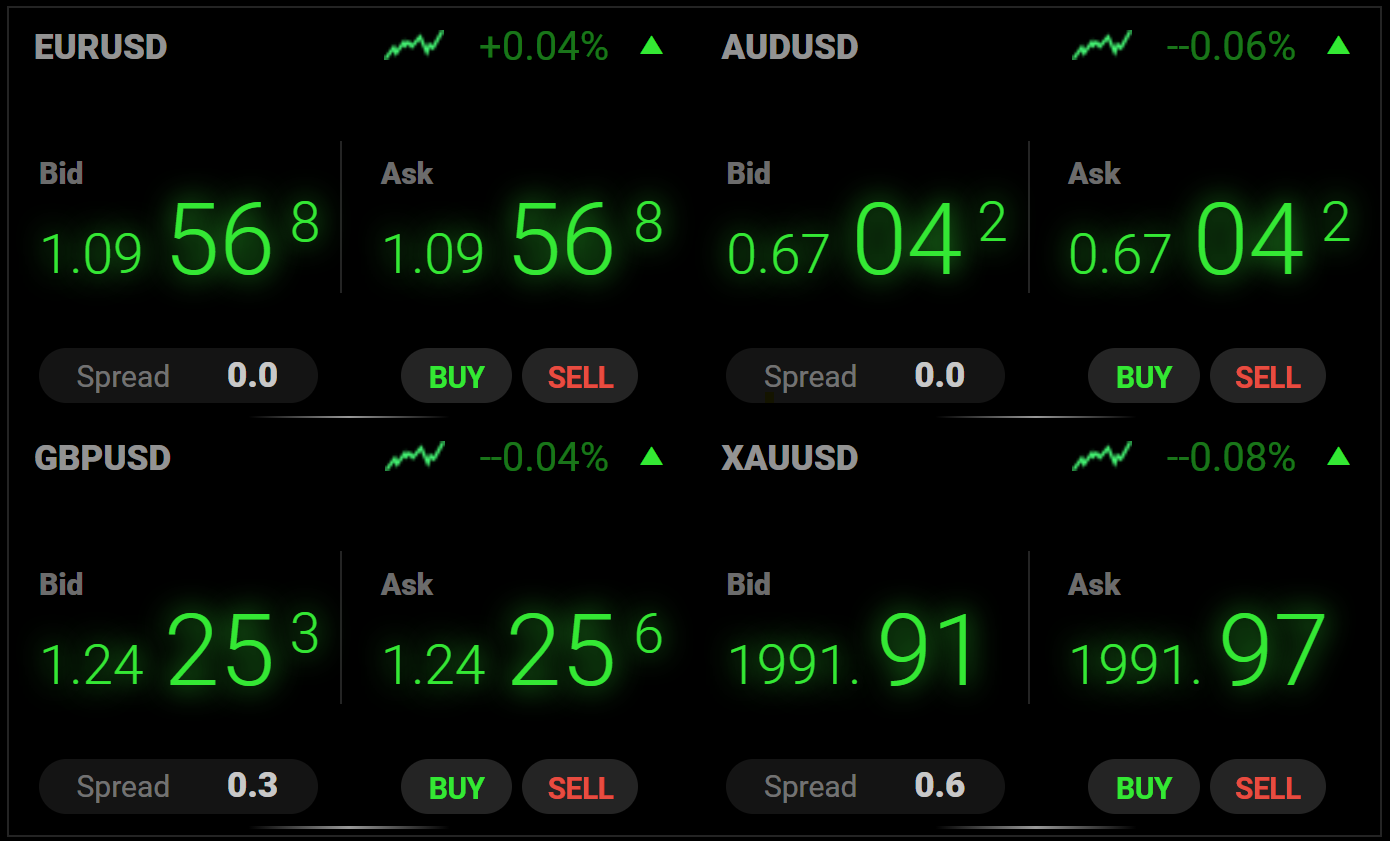 EURUSD +0.04% ▲
Bid Ask
1.09 56 8 1.09 56 8
Spread 0.0 BUY SELL
AUDUSD --0.06% ▲
Bid Ask
0.67 04 2 0.67 04 2
Spread 0.0 BUY SELL
GBPUSD --0.04% ▲
Bid Ask
1.24 25 3 1.24 25 6
Spread 0.3 BUY SELL
XAUUSD --0.08% ▲
Bid Ask
1991. 91 1991. 97
Spread 0.6 BUY SELL